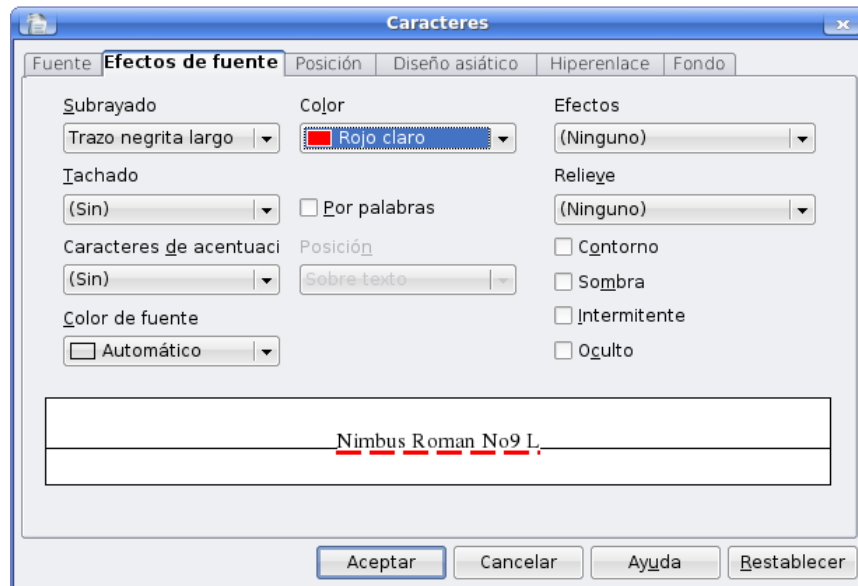 Caracteres
Fuente Efectos de fuente Posición Diseño asiático Hiperenlace Fondo
Subrayado Color Efectos
Trazo negrita largo Rojo claro (Ninguno)
Tachado Relieve
(Sin) Por palabras (Ninguno)
Caracteres de acentuaci Posición Contorno
(Sin) Sobre texto Sombra
Color de fuente Intermitente
Automático Oculto
Nimbus Roman No9 L
Aceptar Cancelar Ayuda Restablecer